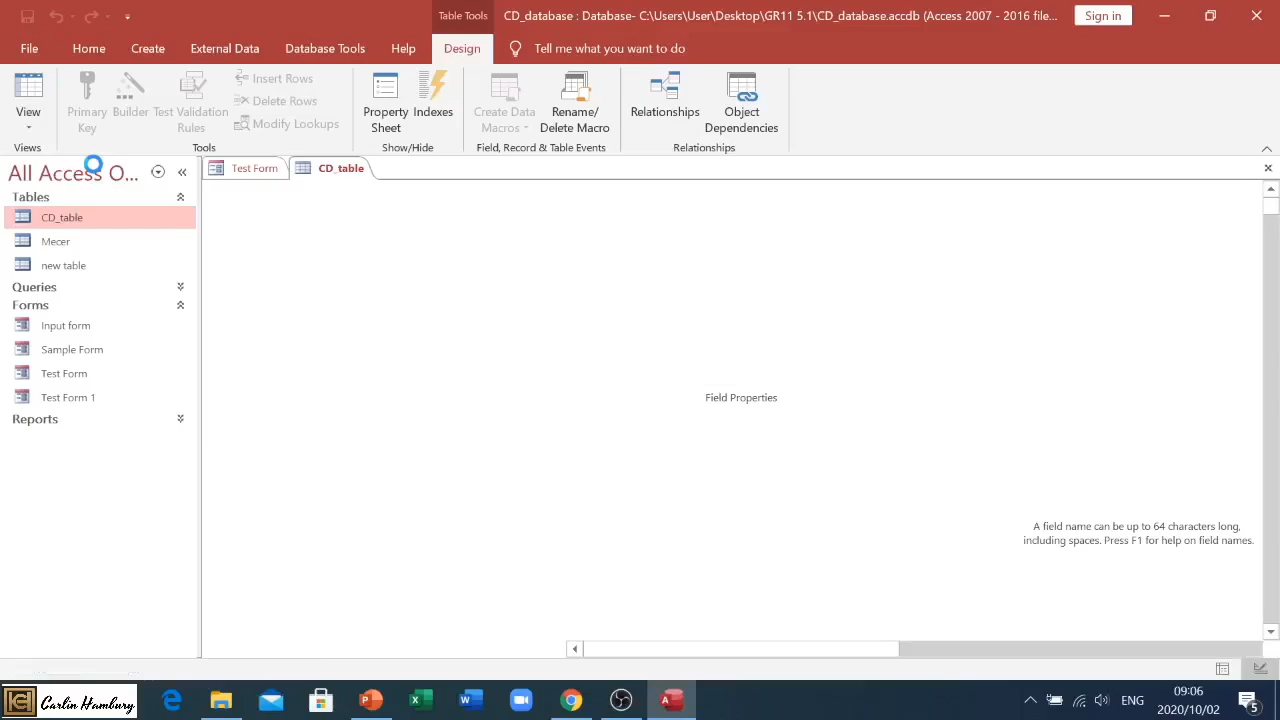 Table Tools
CD_database : Database- C:\Users\User\Desktop\GR11 5.1\CD_database.accdb (Access 2007 - 2016 file...
Sign in
File
Home
Create
External Data
Database Tools
Help
Design
Tell me what you want to do
View
Primary
Key
Builder
Test Validation
Rules
Insert Rows
Delete Rows
Modify Lookups
Property
Sheet
Indexes
Create Data
Macros
Rename/
Delete Macro
Relationships
Object
Dependencies
Views
Tools
Show/Hide
Field, Record & Table Events
Relationships
All Access O...
Test Form
CD_table
Tables
CD_table
Mecer
new table
Queries
Forms
Input form
Sample Form
Test Form
Test Form 1
Reports
Field Properties
A field name can be up to 64 characters long,
including spaces. Press F1 for help on field names.
Carlin Hambury
ENG
09:06
2020/10/02
5